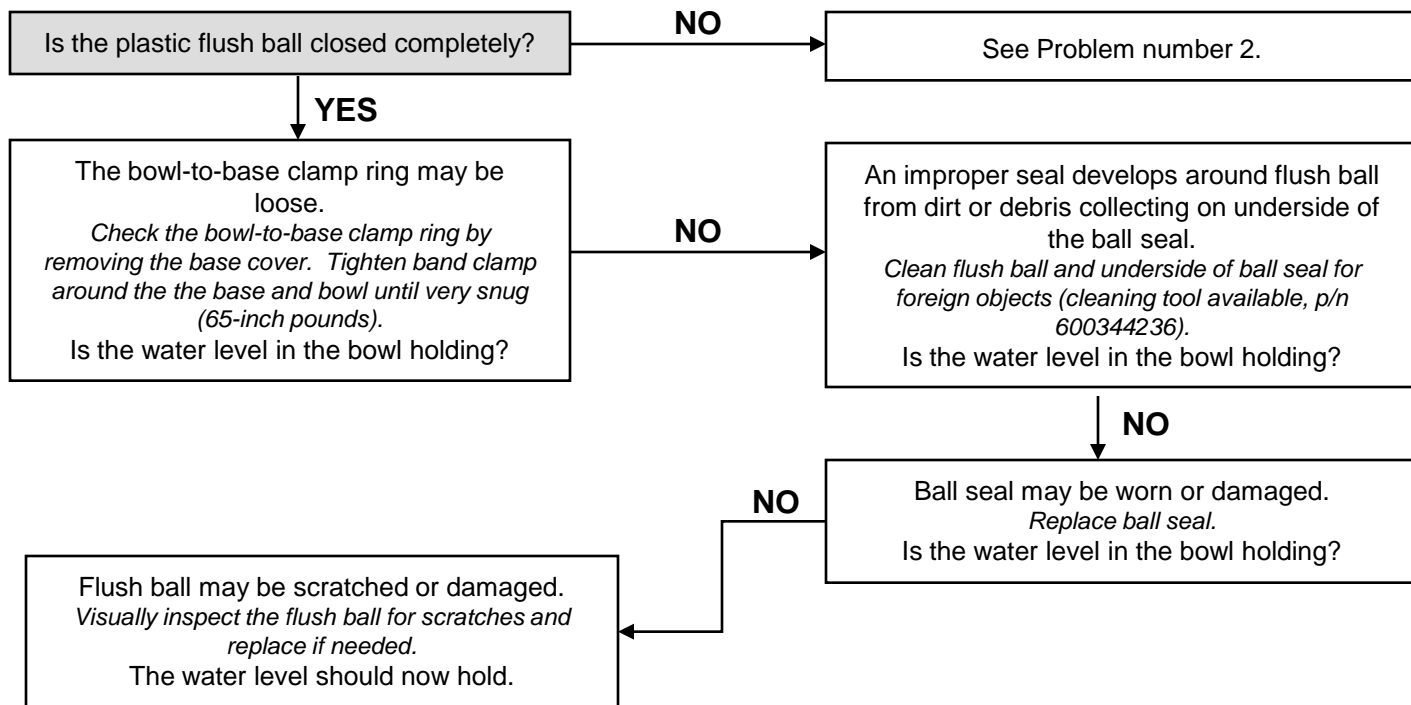 Is the plastic flush ball closed completely?
NO
See Problem number 2.
YES
The bowl-to-base clamp ring may be
loose.
Check the bowl-to-base clamp ring by
removing the base cover. Tighten band clamp
around the the base and bowl until very snug
(65-inch pounds).
Is the water level in the bowl holding?
NO
An improper seal develops around flush ball
from dirt or debris collecting on underside of
the ball seal.
Clean flush ball and underside of ball seal for
foreign objects (cleaning tool available, p/n
600344236).
Is the water level in the bowl holding?
NO
Ball seal may be worn or damaged.
Replace ball seal.
Is the water level in the bowl holding?
NO
Flush ball may be scratched or damaged.
Visually inspect the flush ball for scratches and
replace if needed.
The water level should now hold.